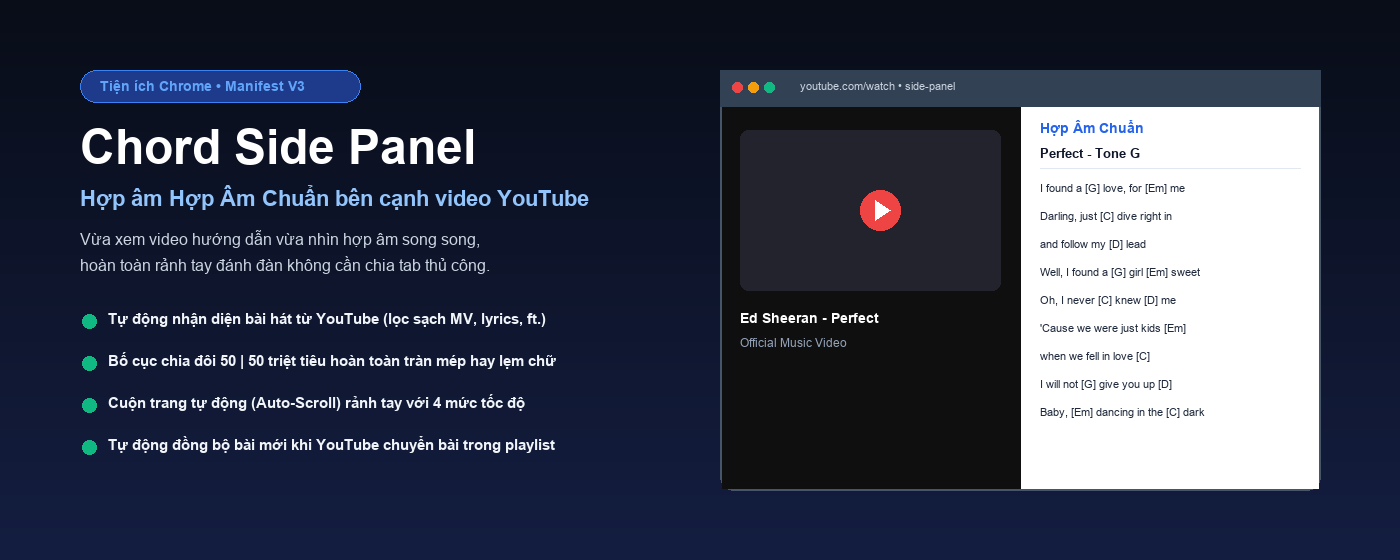 Tiện ích Chrome • Manifest V3
Chord Side Panel
Hợp âm Hợp Âm Chuẩn bên cạnh video YouTube
Vừa xem video hướng dẫn vừa nhìn hợp âm song song,
hoàn toàn rảnh tay đánh đàn không cần chia tab thủ công.
Tự động nhận diện bài hát từ YouTube (lọc sạch MV, lyrics, ft.)
Bố cục chia đôi 50 | 50 triệt tiêu hoàn toàn tràn mép hay lẹm chữ
Cuộn trang tự động (Auto-Scroll) rảnh tay với 4 mức tốc độ
Tự động đồng bộ bài mới khi YouTube chuyển bài trong playlist
youtube.com/watch • side-panel
Ed Sheeran - Perfect
Official Music Video
Hợp Âm Chuẩn
Perfect - Tone G
I found a [G] love, for [Em] me
Darling, just [C] dive right in
and follow my [D] lead
Well, I found a [G] girl [Em] sweet
Oh, I never [C] knew [D] me
'Cause we were just kids [Em]
when we fell in love [C]
I will not [G] give you up [D]
Baby, [Em] dancing in the [C] dark